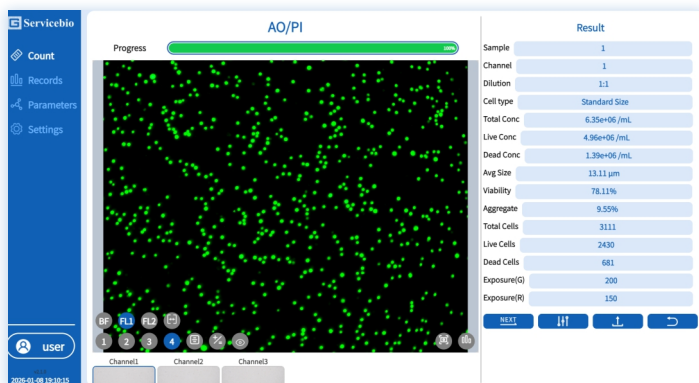 G Servicebio
Count
Records
Parameters
Settings
user
2026-01-08 19:10:15
AO/PI
Progress
100%
BF FL1 FL2
1 2 3 4
Channel1 Channel2 Channel3
Result
Sample 1
Channel 1
Dilution 1:1
Cell type Standard Size
Total Conc 6.35e+06 /mL
Live Conc 4.96e+06 /mL
Dead Conc 1.39e+06 /mL
Avg Size 13.11 μm
Viability 78.11%
Aggregate 9.55%
Total Cells 3111
Live Cells 2430
Dead Cells 681
Exposure(G) 200
Exposure(R) 150
NEXT